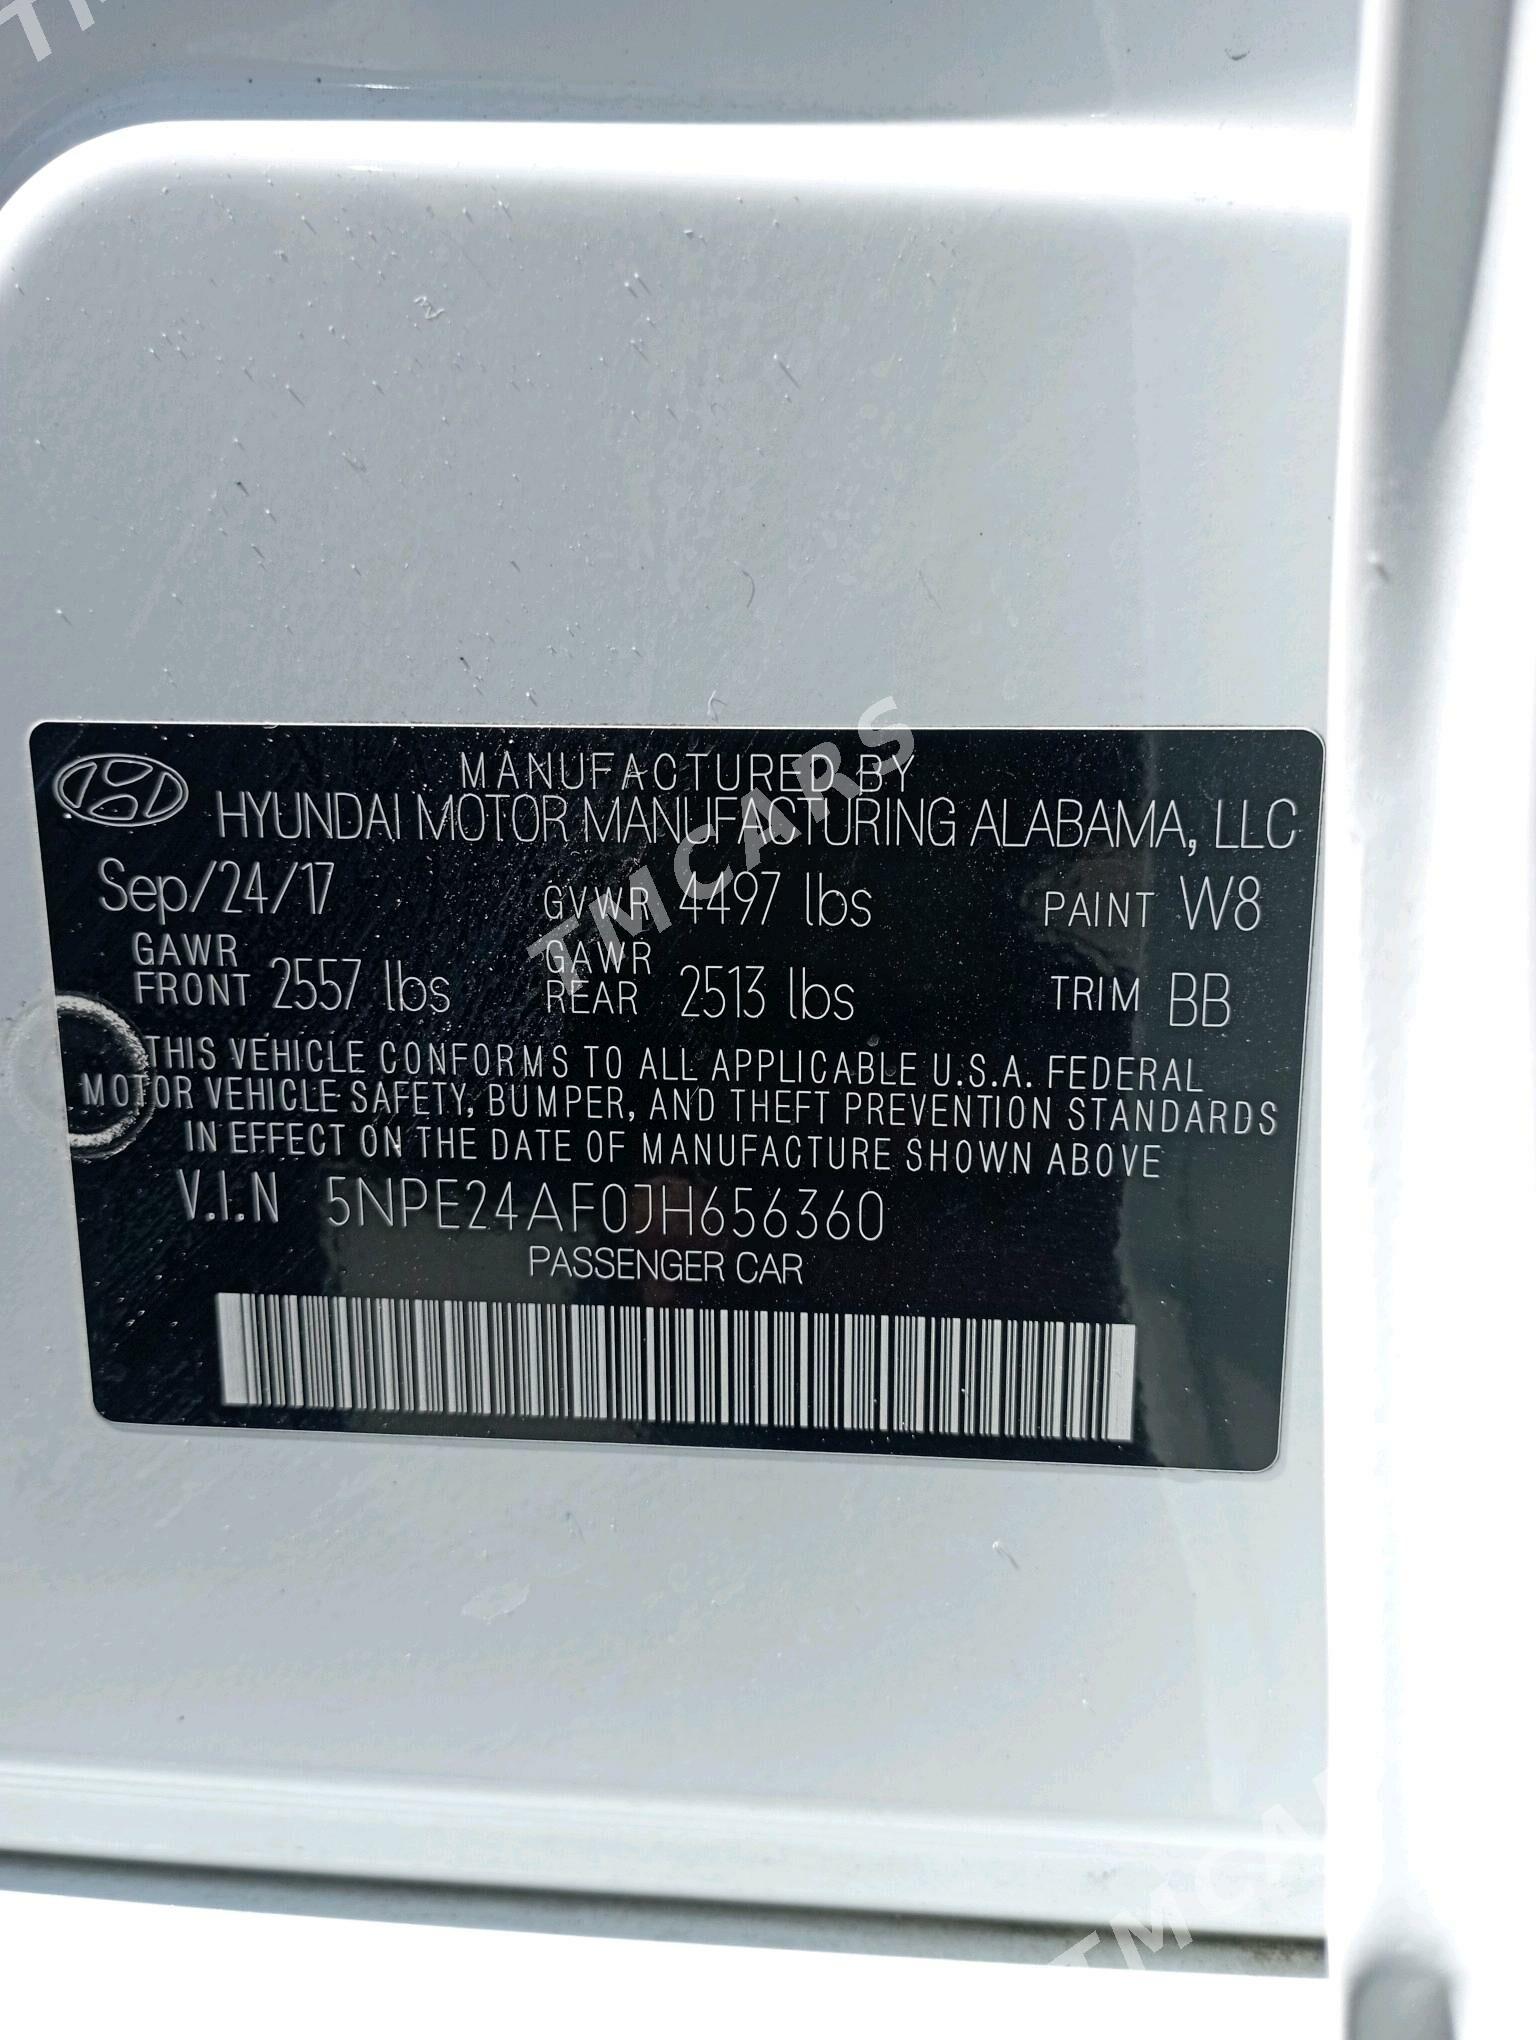 MANUFACTURED BY
HYUNDAI MOTOR MANUFACTURING ALABAMA, LLC
Sep/24/17 GVWR 4497 lbs PAINT W8
GAWR FRONT 2557 lbs GAWR REAR 2513 lbs TRIM BB
THIS VEHICLE CONFORMS TO ALL APPLICABLE U.S.A. FEDERAL
MOTOR VEHICLE SAFETY, BUMPER, AND THEFT PREVENTION STANDARDS
IN EFFECT ON THE DATE OF MANUFACTURE SHOWN ABOVE
V.I.N 5NPE24AF0JH656360
PASSENGER CAR
TMCARS